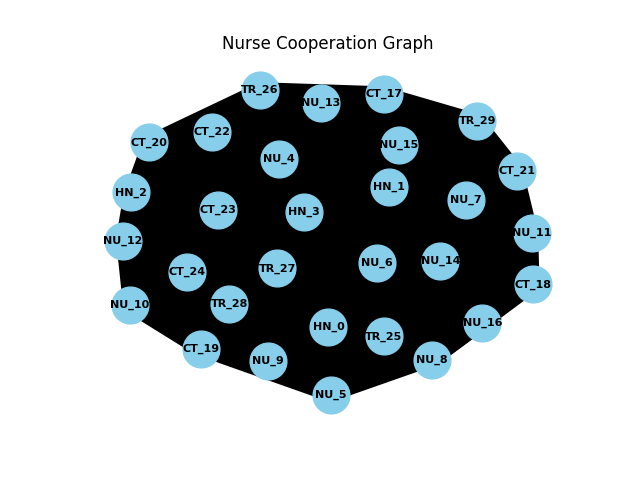 Nurse Cooperation Graph
TR_26
NU_13
CT_17
TR_29
CT_22
CT_20
NU_15
NU_4
CT_21
HN_1
HN_2
NU_7
CT_23
HN_3
NU_11
NU_12
NU_14
NU_6
TR_27
CT_24
CT_18
TR_28
NU_10
NU_16
HN_0
TR_25
CT_19
NU_8
NU_9
NU_5